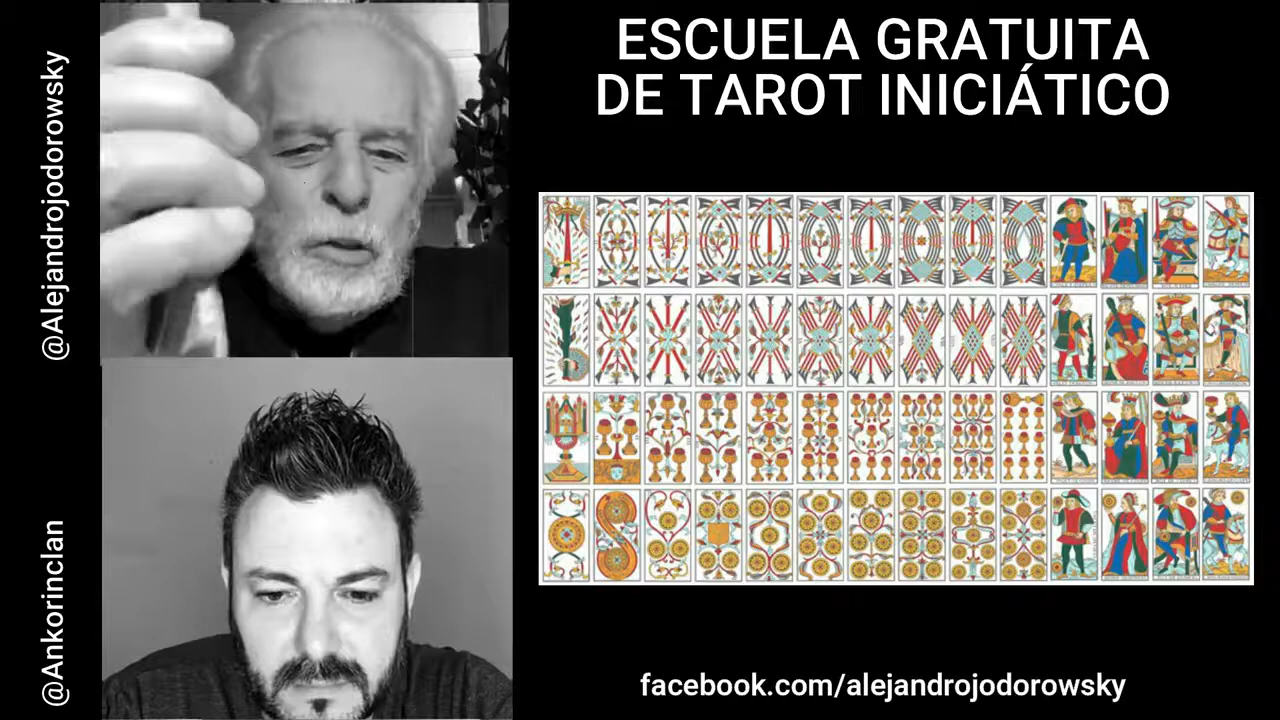 @Alejandrojodorowsky
@Ankorinclan
ESCUELA GRATUITA
DE TAROT INICIÁTICO
facebook.com/alejandrojodorowsky